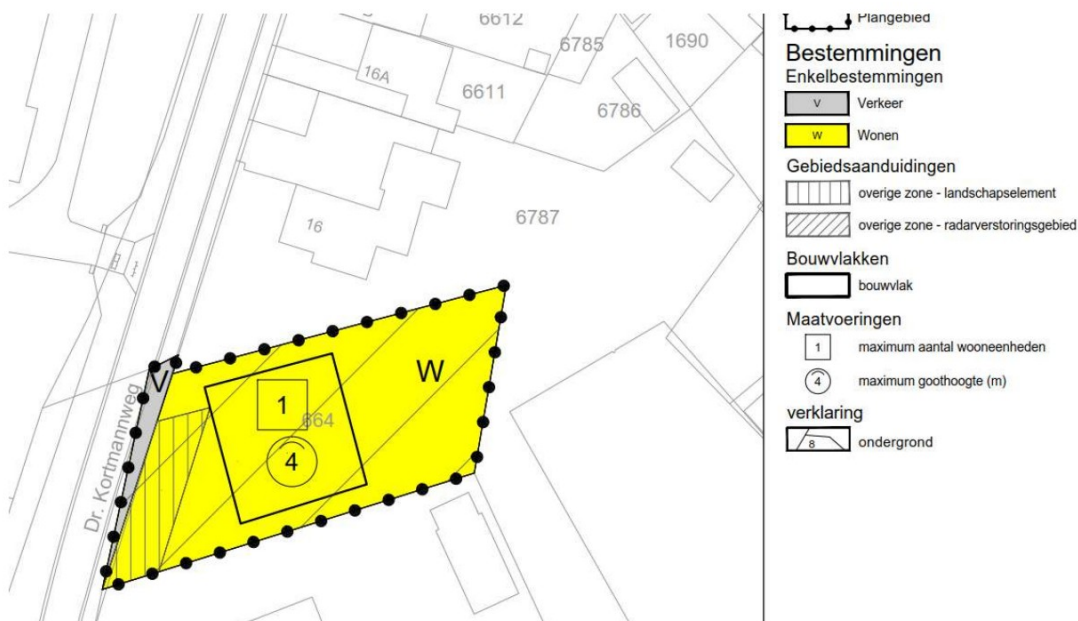 6612
6785
1690
16A
6611
6786
16
6787
V
W
1
664
4
Dr. Kortmannweg
Plangebied
Bestemmingen
Enkelbestemmingen
V Verkeer
W Wonen
Gebiedsaanduidingen
overige zone - landschapselement
overige zone - radarverstoringsgebied
Bouwvlakken
bouwvlak
Maatvoeringen
1 maximum aantal wooneenheden
4 maximum goothoogte (m)
verklaring
8 ondergrond